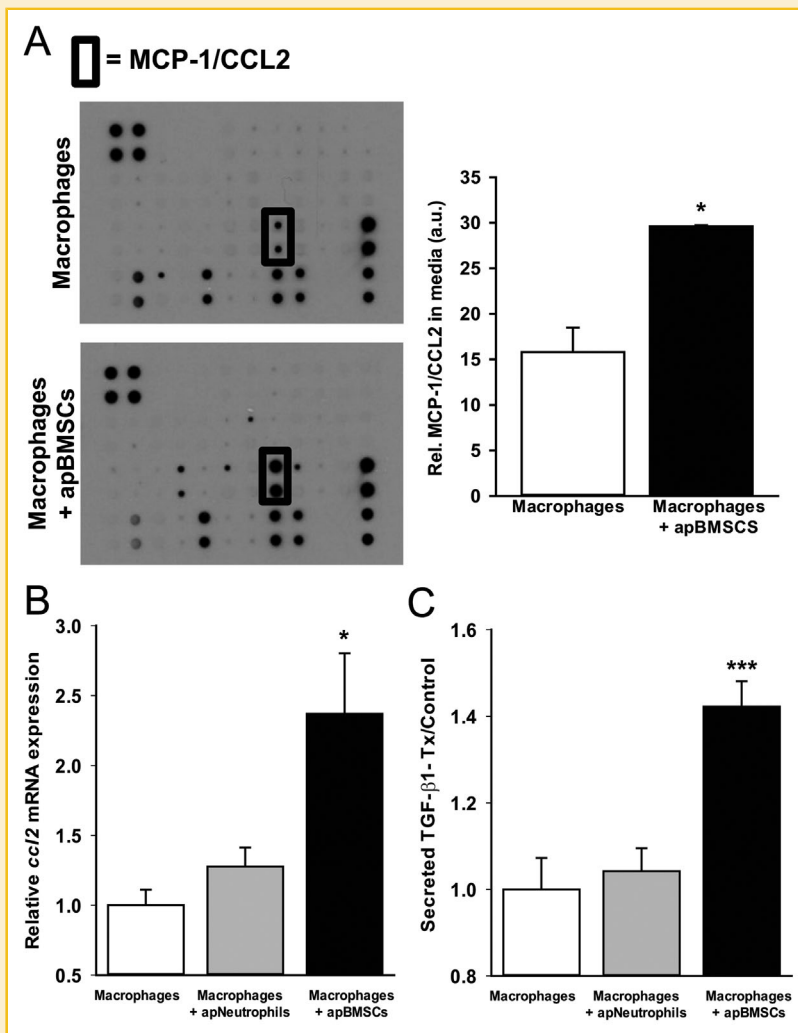 A
= MCP-1/CCL2
Macrophages
Macrophages
+ apBMSCs
Rel. MCP-1/CCL2 in media (a.u.)
35
30
25
20
15
10
5
0
*
Macrophages
Macrophages
+ apBMSCS
B
Relative ccl2 mRNA expression
3.0
2.5
2.0
1.5
1.0
0.5
*
Macrophages
Macrophages
+ apNeutrophils
Macrophages
+ apBMSCs
C
Secreted TGF-β1- Tx/Control
1.6
1.4
1.2
1.0
0.8
***
Macrophages
Macrophages
+ apNeutrophils
Macrophages
+ apBMSCs